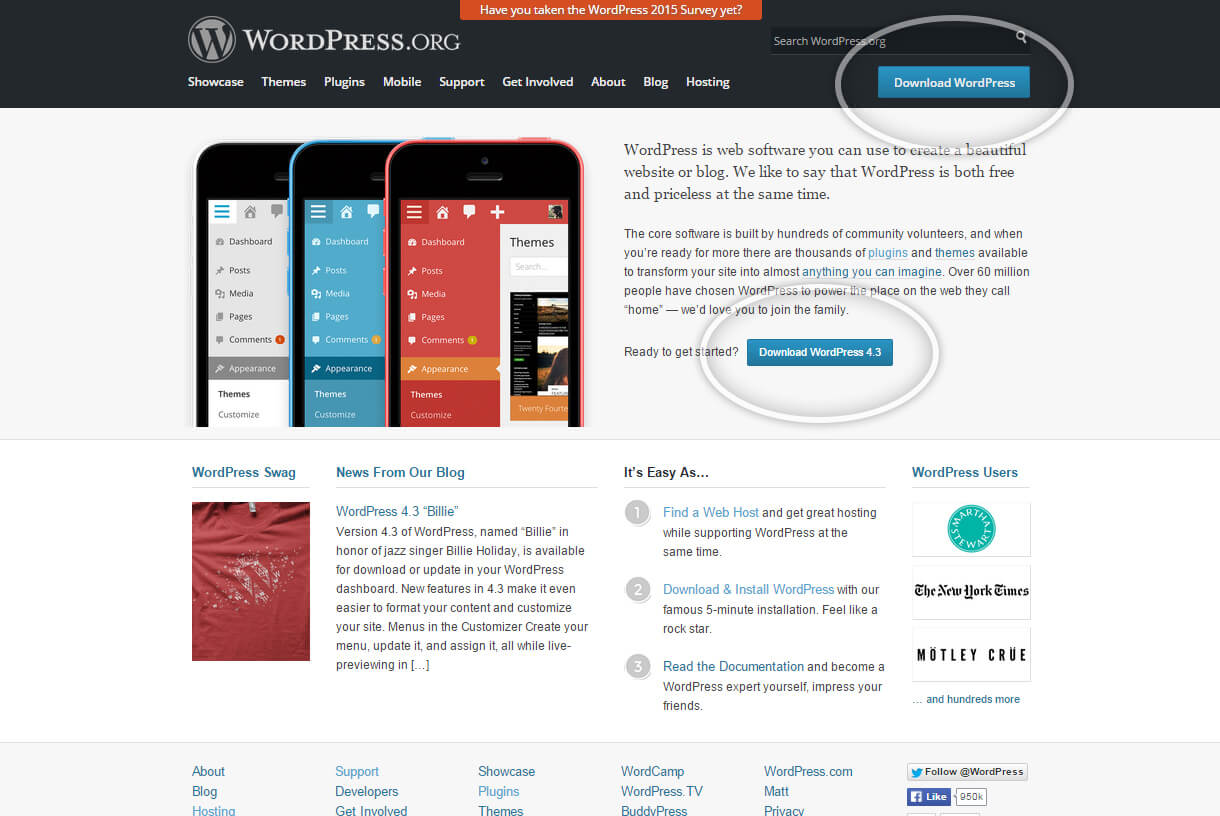 Have you taken the WordPress 2015 Survey yet?
WORDPRESS.ORG
Search WordPress.org
Showcase Themes Plugins Mobile Support Get Involved About Blog Hosting
Download WordPress
WordPress is web software you can use to create a beautiful
website or blog. We like to say that WordPress is both free
and priceless at the same time.
The core software is built by hundreds of community volunteers, and when
you’re ready for more there are thousands of plugins and themes available
to transform your site into almost anything you can imagine. Over 60 million
people have chosen WordPress to power the place on the web they call
“home” — we’d love you to join the family.
Ready to get started? Download WordPress 4.3
Dashboard
Posts
Media
Pages
Comments 1
Appearance
Themes
Customize
Dashboard
Posts
Media
Pages
Comments 1
Appearance
Themes
Customize
Dashboard
Posts
Media
Pages
Comments 1
Appearance
Themes
Customize
Themes
Search...
Twenty Fourte
WordPress Swag
News From Our Blog
WordPress 4.3 “Billie”
Version 4.3 of WordPress, named “Billie” in
honor of jazz singer Billie Holiday, is available
for download or update in your WordPress
dashboard. New features in 4.3 make it even
easier to format your content and customize
your site. Menus in the Customizer Create your
menu, update it, and assign it, all while live-
previewing in […]
It’s Easy As…
1 Find a Web Host and get great hosting
while supporting WordPress at the
same time.
2 Download & Install WordPress with our
famous 5-minute installation. Feel like a
rock star.
3 Read the Documentation and become a
WordPress expert yourself, impress your
friends.
WordPress Users
MARTHA STEWART
The New York Times
MÖTLEY CRÜE
… and hundreds more
About Support Showcase WordCamp WordPress.com
Blog Developers Plugins WordPress.TV Matt
Hosting Get Involved Themes BuddyPress Privacy
Follow @WordPress
Like 950k